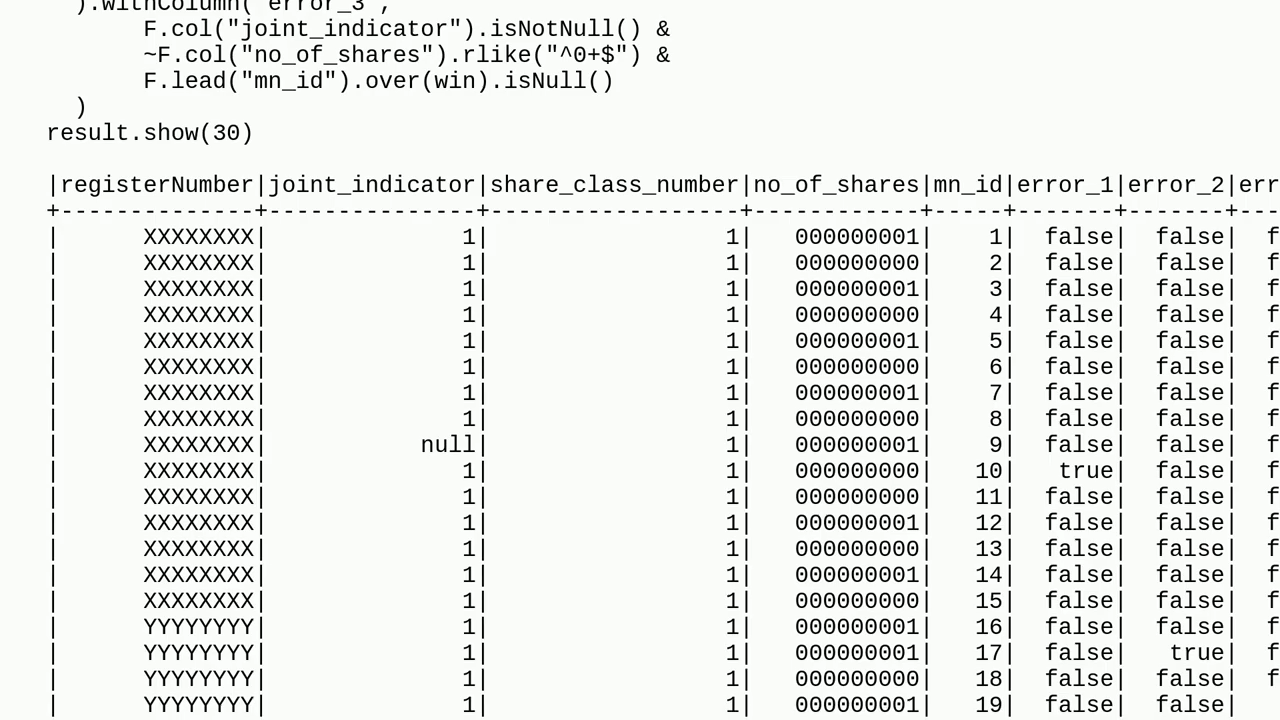 ).withColumn("error_3",
F.col("joint_indicator").isNotNull() &
~F.col("no_of_shares").rlike("^0+$") &
F.lead("mn_id").over(win).isNull()
)
result.show(30)
|registerNumber|joint_indicator|share_class_number|no_of_shares|mn_id|error_1|error_2|err
+--------------+---------------+------------------+------------+-----+-------+-------+---
|      XXXXXXXX|              1|                 1|   000000001|    1|  false|  false|  f
|      XXXXXXXX|              1|                 1|   000000000|    2|  false|  false|  f
|      XXXXXXXX|              1|                 1|   000000001|    3|  false|  false|  f
|      XXXXXXXX|              1|                 1|   000000000|    4|  false|  false|  f
|      XXXXXXXX|              1|                 1|   000000001|    5|  false|  false|  f
|      XXXXXXXX|              1|                 1|   000000000|    6|  false|  false|  f
|      XXXXXXXX|              1|                 1|   000000001|    7|  false|  false|  f
|      XXXXXXXX|              1|                 1|   000000000|    8|  false|  false|  f
|      XXXXXXXX|           null|                 1|   000000001|    9|  false|  false|  f
|      XXXXXXXX|              1|                 1|   000000000|   10|   true|  false|  f
|      XXXXXXXX|              1|                 1|   000000000|   11|  false|  false|  f
|      XXXXXXXX|              1|                 1|   000000001|   12|  false|  false|  f
|      XXXXXXXX|              1|                 1|   000000000|   13|  false|  false|  f
|      XXXXXXXX|              1|                 1|   000000001|   14|  false|  false|  f
|      XXXXXXXX|              1|                 1|   000000000|   15|  false|  false|  f
|      YYYYYYYY|              1|                 1|   000000001|   16|  false|  false|  f
|      YYYYYYYY|              1|                 1|   000000001|   17|  false|   true|  f
|      YYYYYYYY|              1|                 1|   000000000|   18|  false|  false|  f
|      YYYYYYYY|              1|                 1|   000000001|   19|  false|  false|